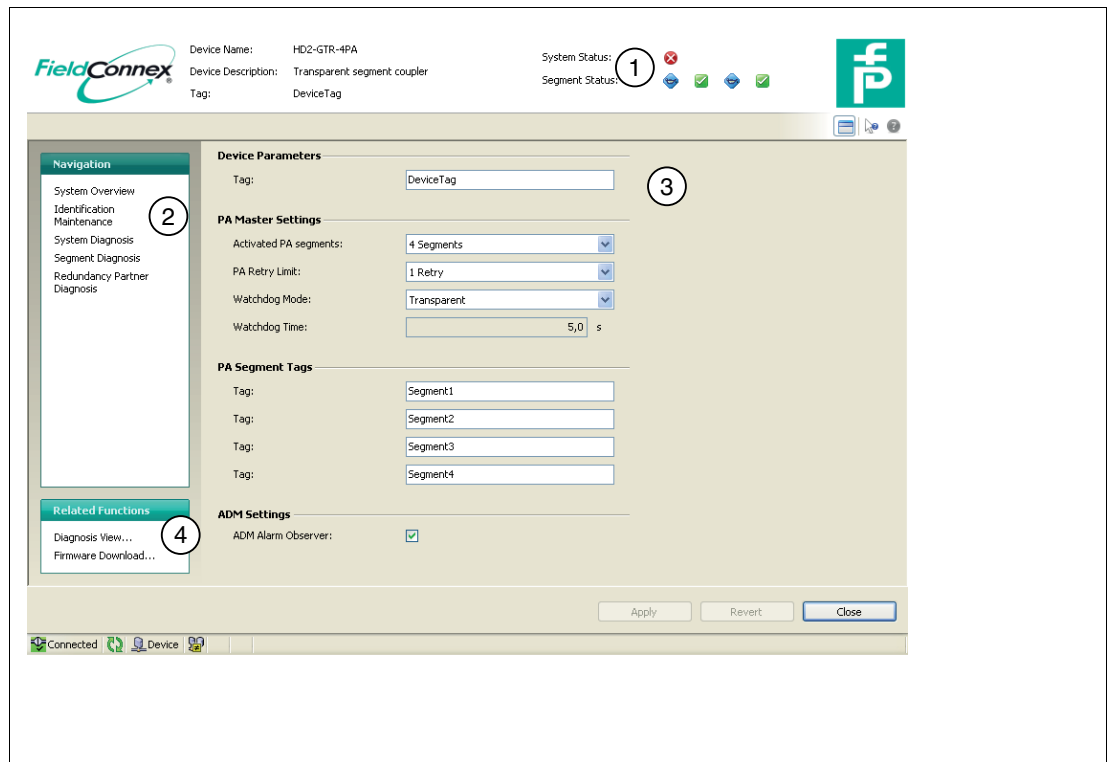 FieldConnex®
Device Name: HD2-GTR-4PA
Device Description: Transparent segment coupler
Tag: DeviceTag
System Status:
Segment Status:
1
Navigation
System Overview
Identification
Maintenance
System Diagnosis
Segment Diagnosis
Redundancy Partner
Diagnosis
2
Device Parameters
Tag: DeviceTag
3
PA Master Settings
Activated PA segments: 4 Segments
PA Retry Limit: 1 Retry
Watchdog Mode: Transparent
Watchdog Time: 5,0 s
PA Segment Tags
Tag: Segment1
Tag: Segment2
Tag: Segment3
Tag: Segment4
Related Functions
Diagnosis View...
Firmware Download...
4
ADM Settings
ADM Alarm Observer:
Apply Revert Close
Connected Device